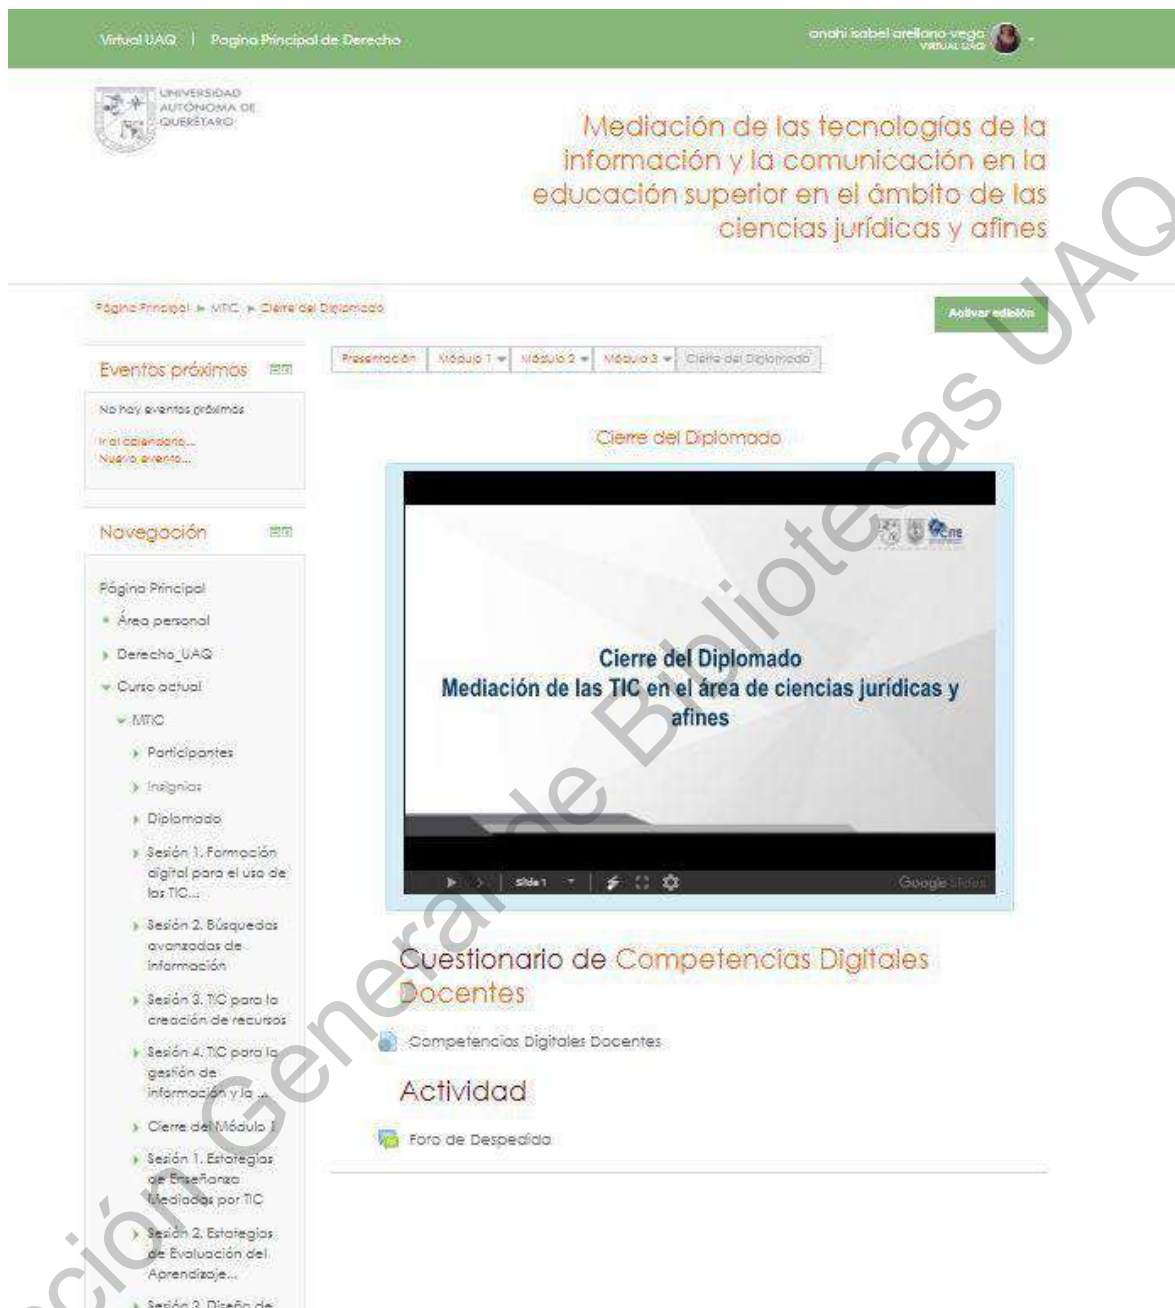 Virtual UAQ | Pagina Principal de Derecho
anahi isabel arellano vega
VIRTUAL UAQ
UNIVERSIDAD
AUTÓNOMA DE
QUERÉTARO
Mediación de las tecnologías de la
información y la comunicación en la
educación superior en el ámbito de las
ciencias jurídicas y afines
Página Principal ► MTIC ► Cierre del Diplomado
Activar edición
Presentación Módulo 1 Módulo 2 Módulo 3 Cierre del Diplomado
Eventos próximos
No hay eventos próximos
Ir al calendario...
Nuevo evento...
Navegación
Página Principal
Área personal
Derecho_UAQ
Curso actual
MTIC
Participantes
Insignias
Diplomado
Sesión 1. Formación
digital para el uso de
las TIC...
Sesión 2. Búsquedas
avanzadas de
información
Sesión 3. TIC para la
creación de recursos
Sesión 4. TIC para la
gestión de
información y la ...
Cierre del Módulo 1
Sesión 1. Estategias
de Enseñanza
Mediadas por TIC
Sesión 2. Estategias
de Evaluación del
Aprendizaje...
Sesión 3. Diseño de
Cierre del Diplomado
CITE
Cierre del Diplomado
Mediación de las TIC en el área de ciencias jurídicas y
afines
Slide 1
Google Slides
Cuestionario de Competencias Digitales
Docentes
Competencias Digitales Docentes
Actividad
Foro de Despedida
ción General de Bibliotecas UAQ